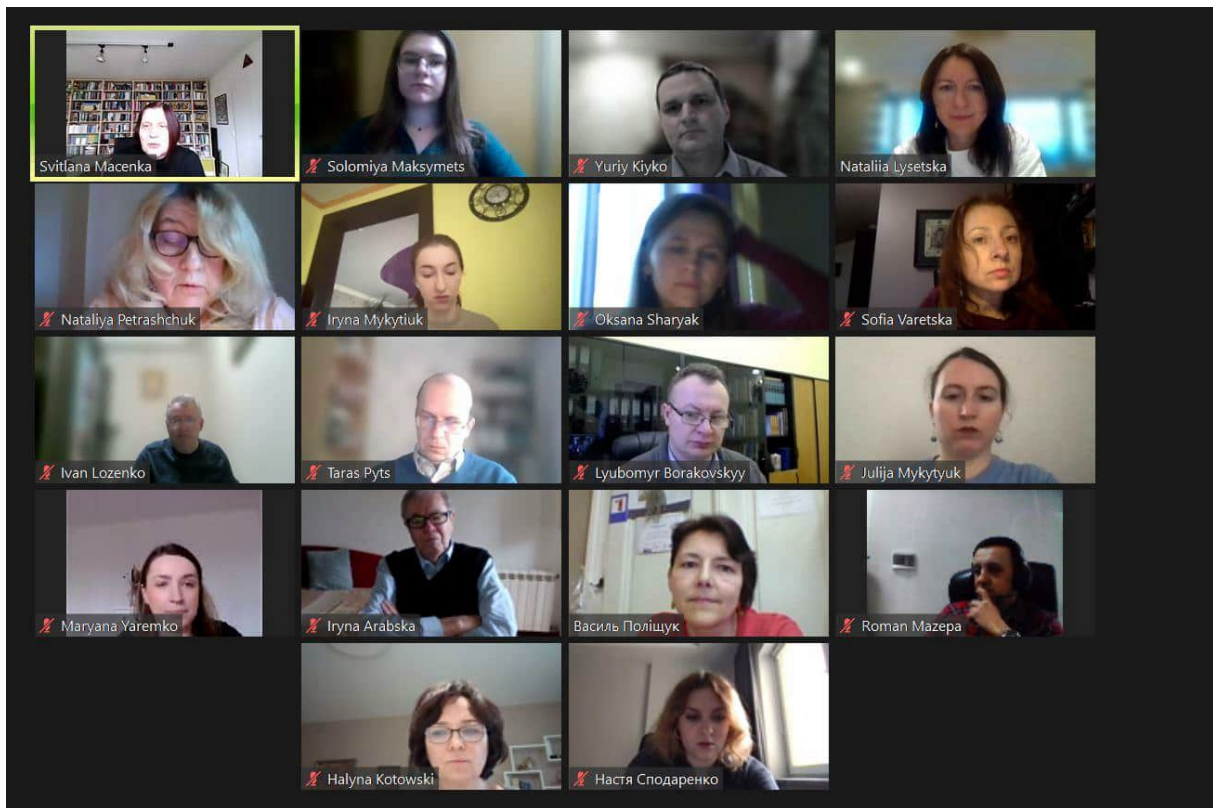 Svitlana Macenka
Solomiya Maksymets
Yuriy Kiyko
Nataliia Lysetska
Nataliya Petrashchuk
Iryna Mykytiuk
Oksana Sharyak
Sofia Varetska
Ivan Lozenko
Taras Pyts
Lyubomyr Borakovskyy
Julija Mykytyuk
Maryana Yaremko
Iryna Arabska
Василь Поліщук
Roman Mazepa
Halyna Kotowski
Настя Сподаренко